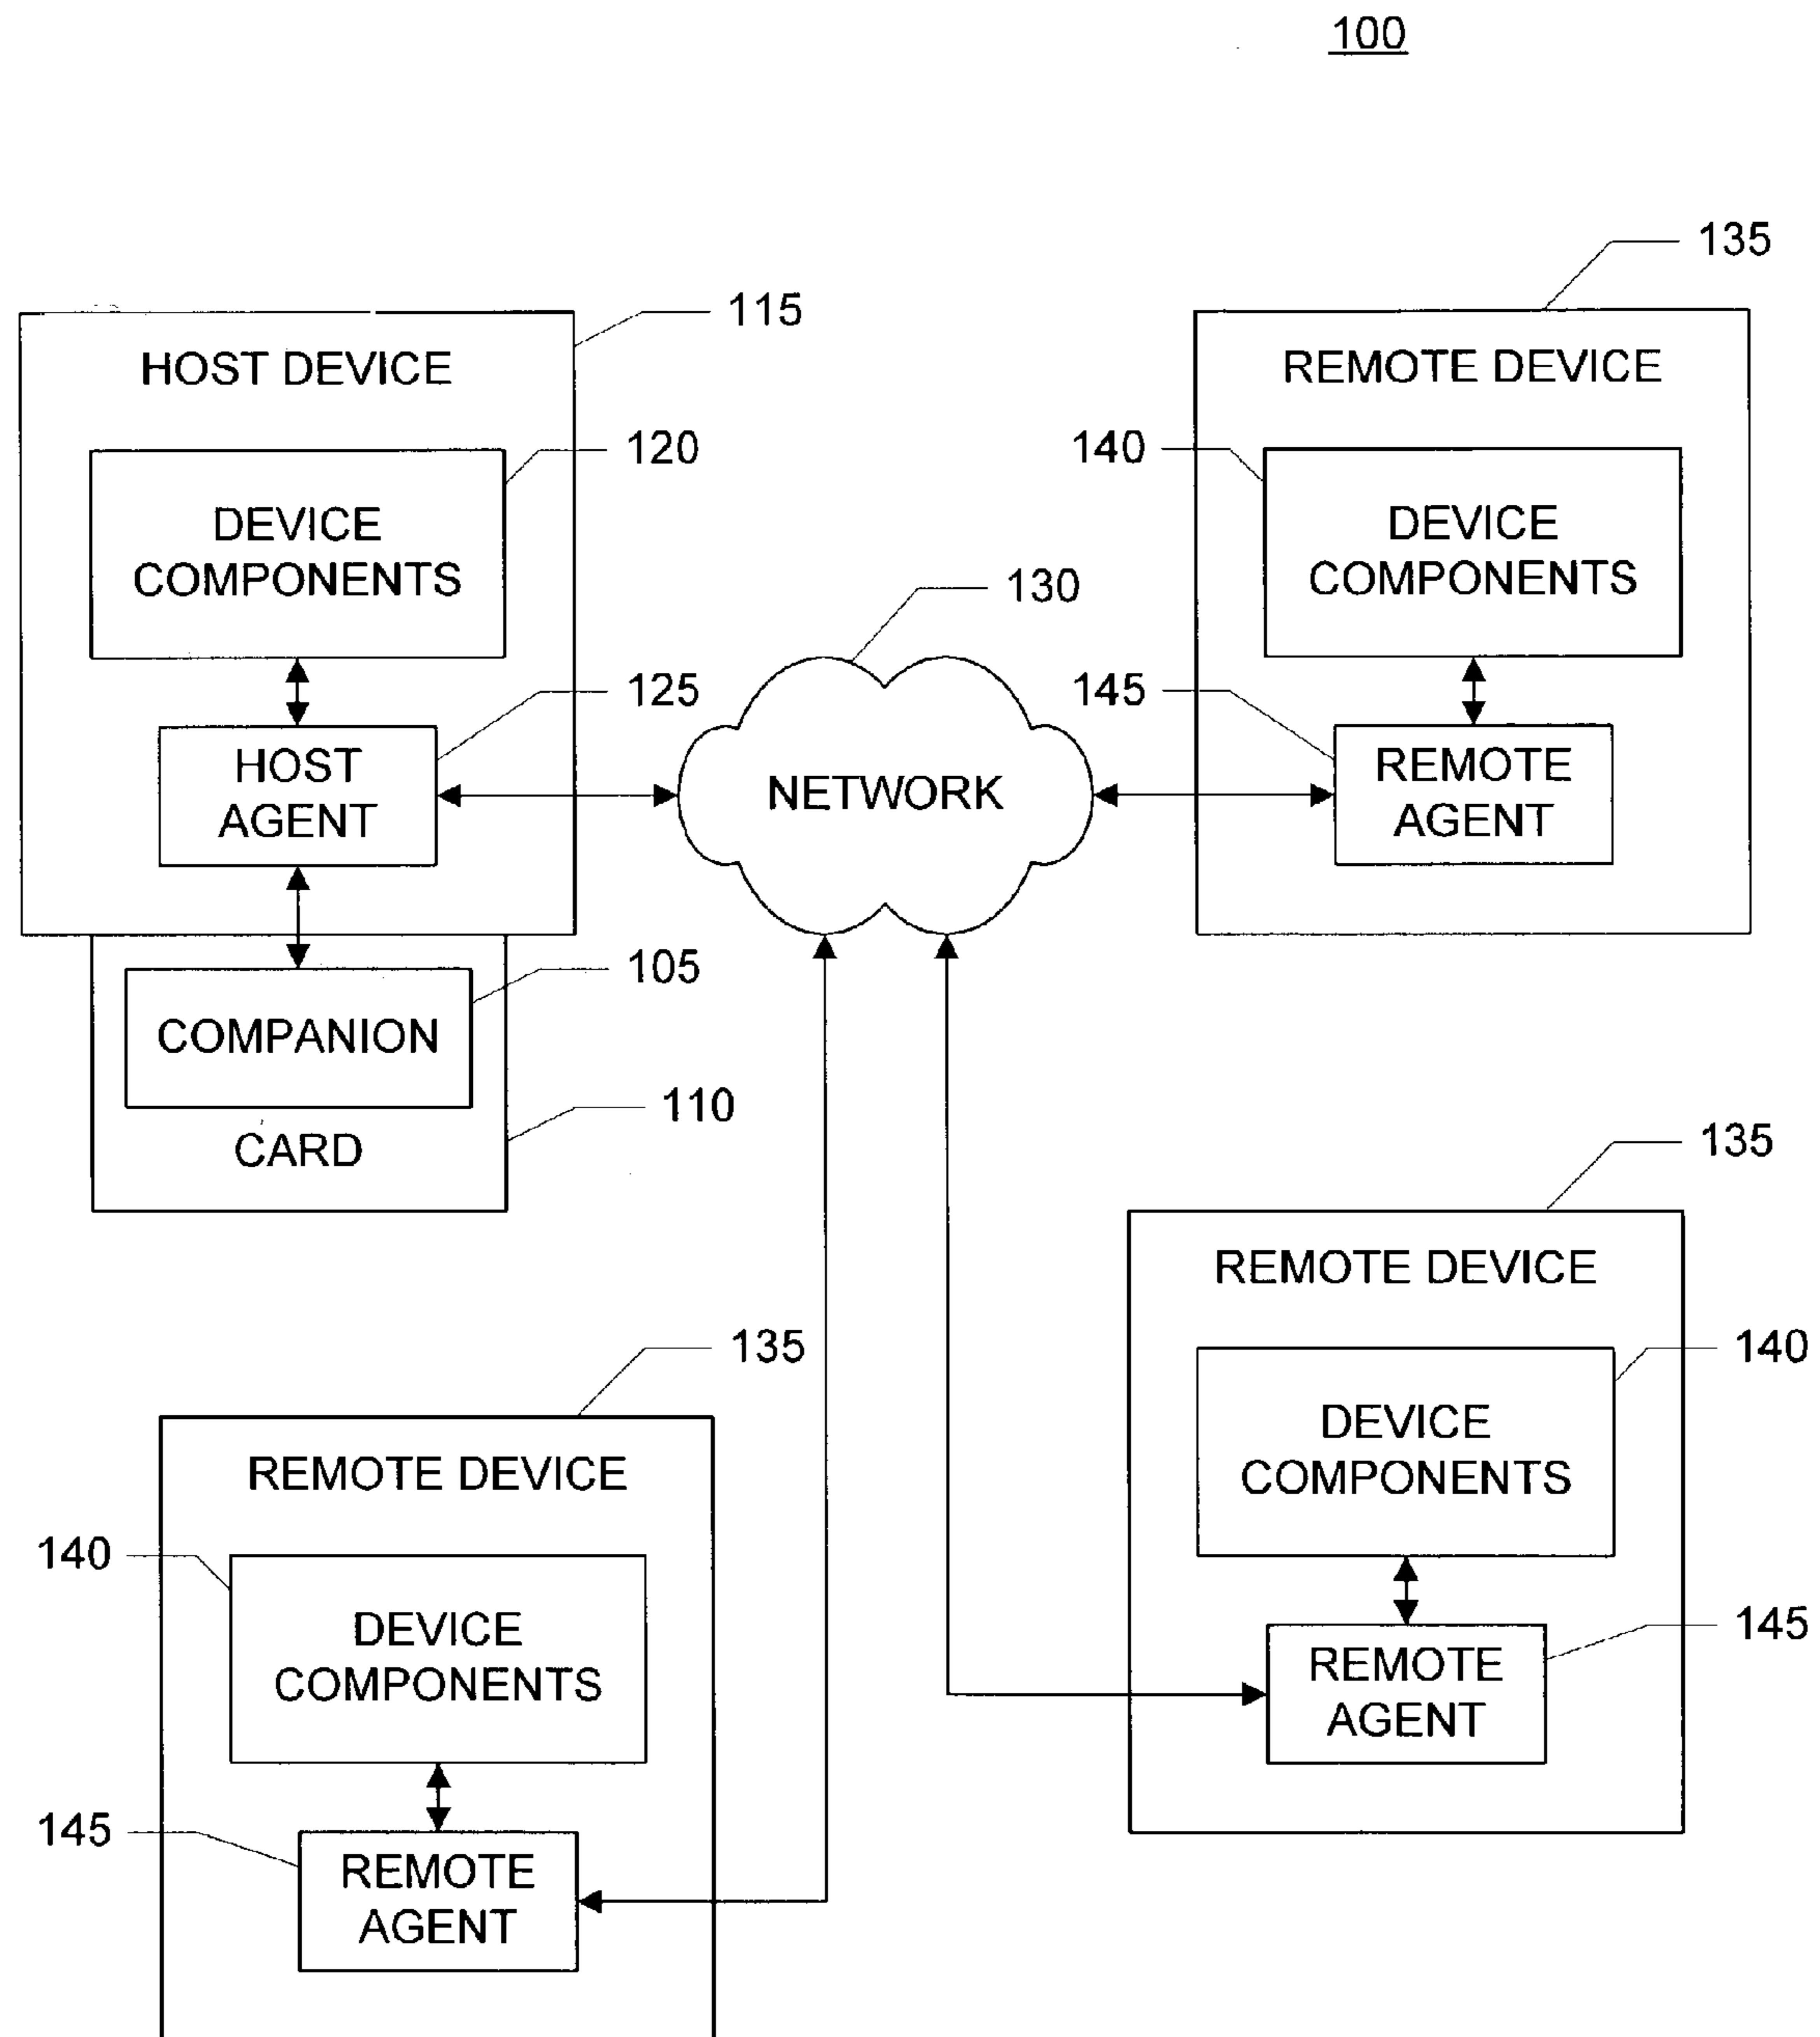 100
115
HOST DEVICE
120
DEVICE
COMPONENTS
125
HOST
AGENT
105
COMPANION
110
CARD
130
NETWORK
135
REMOTE DEVICE
140
DEVICE
COMPONENTS
145
REMOTE
AGENT
135
REMOTE DEVICE
140
DEVICE
COMPONENTS
145
REMOTE
AGENT
135
REMOTE DEVICE
140
DEVICE
COMPONENTS
145
REMOTE
AGENT